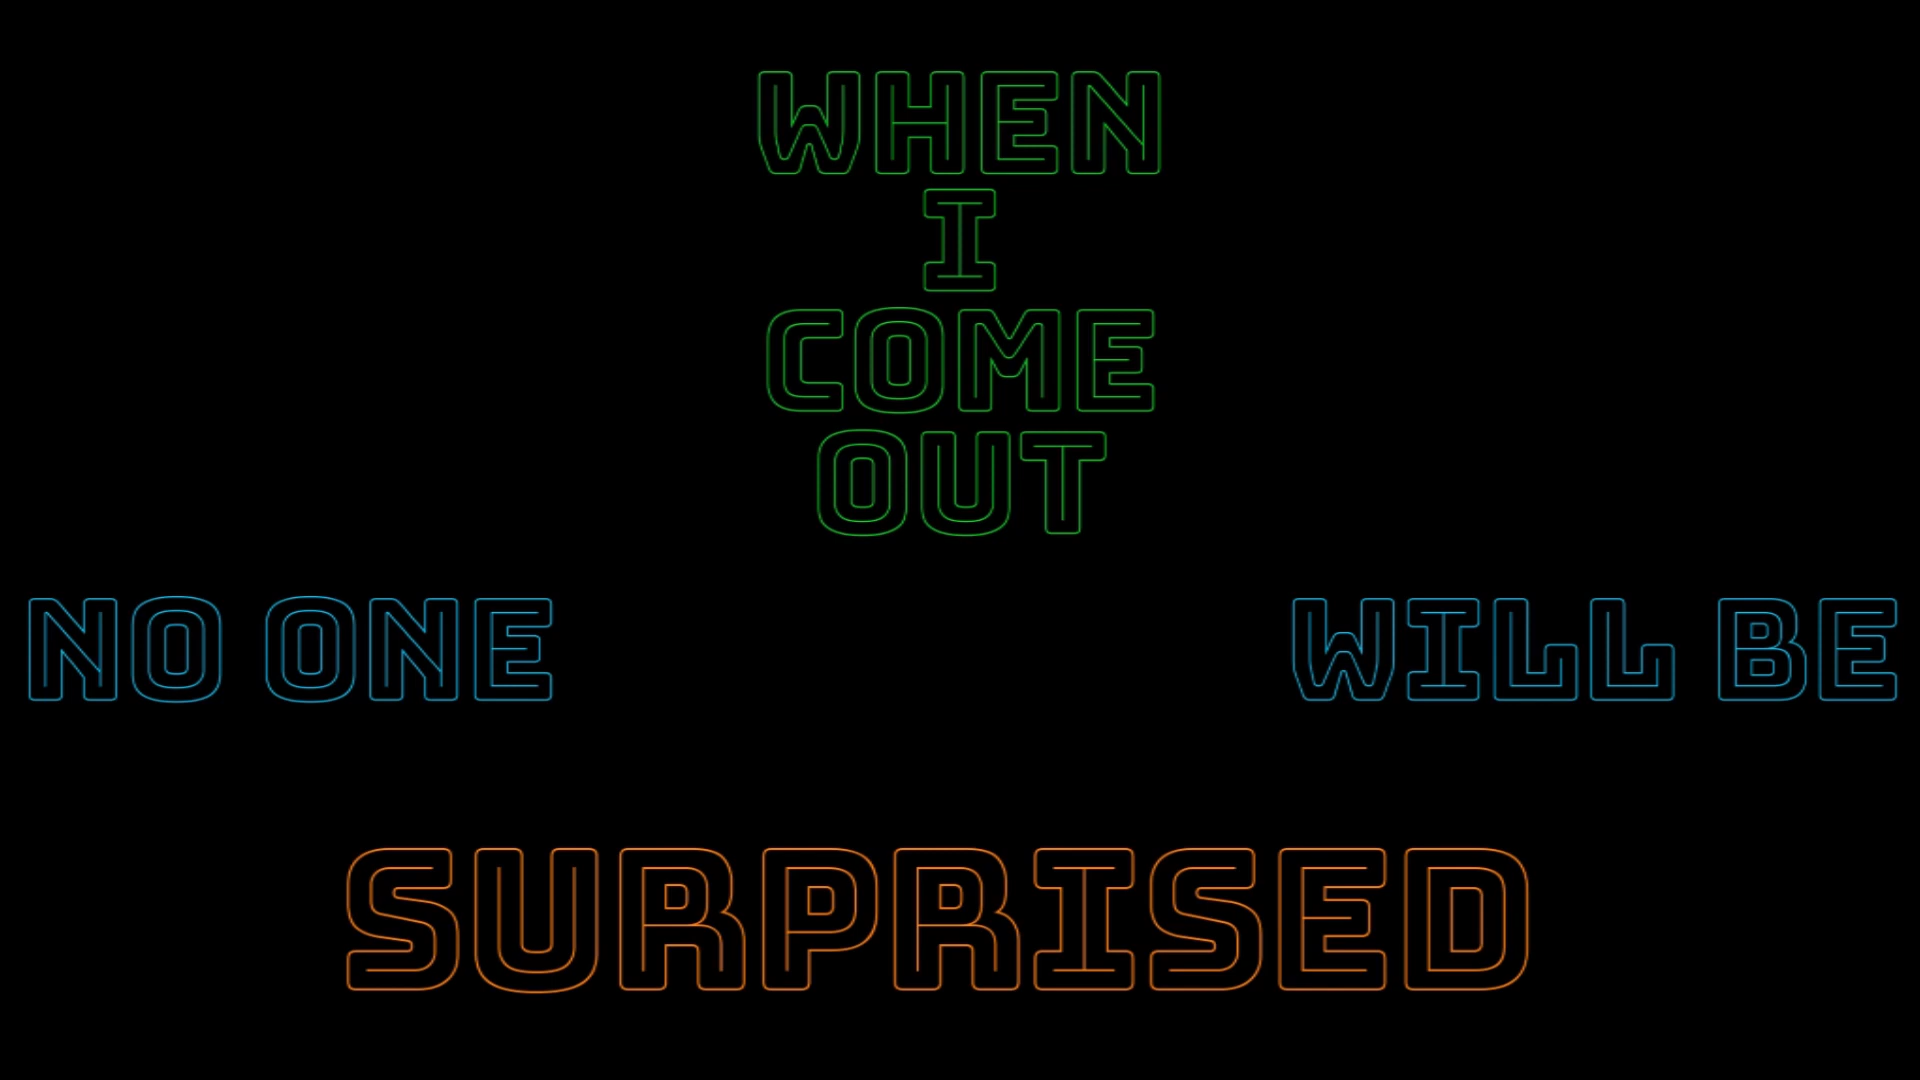 WHEN
I
COME
OUT
NO ONE WILL BE
SURPRISED